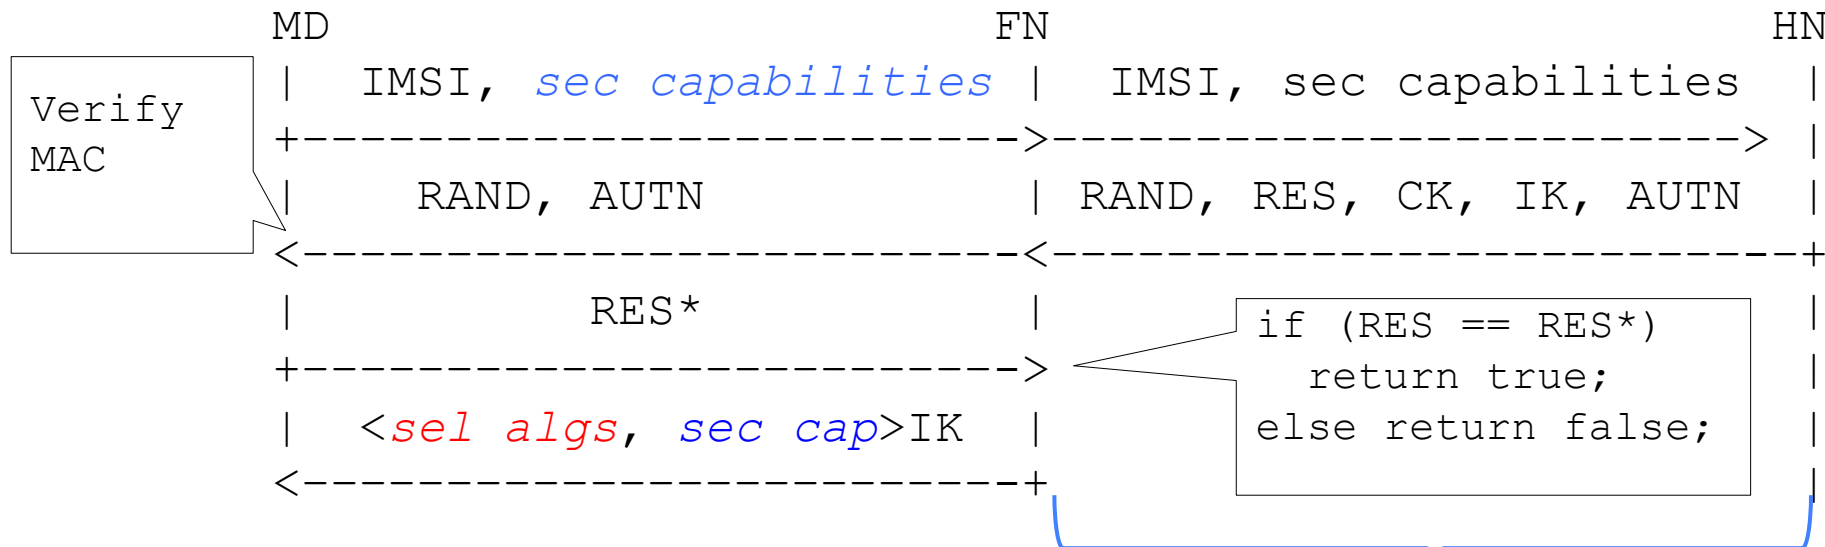 MD FN HN
| IMSI, sec capabilities | IMSI, sec capabilities |
Verify
MAC
+-------------------------->-------------------------> |
| RAND, AUTN | RAND, RES, CK, IK, AUTN |
<--------------------------<--------------------------+
| RES* | |
if (RES == RES*)
+--------------------------> |
return true;
| <sel algs, sec cap>IK | |
else return false;
<--------------------------+ |